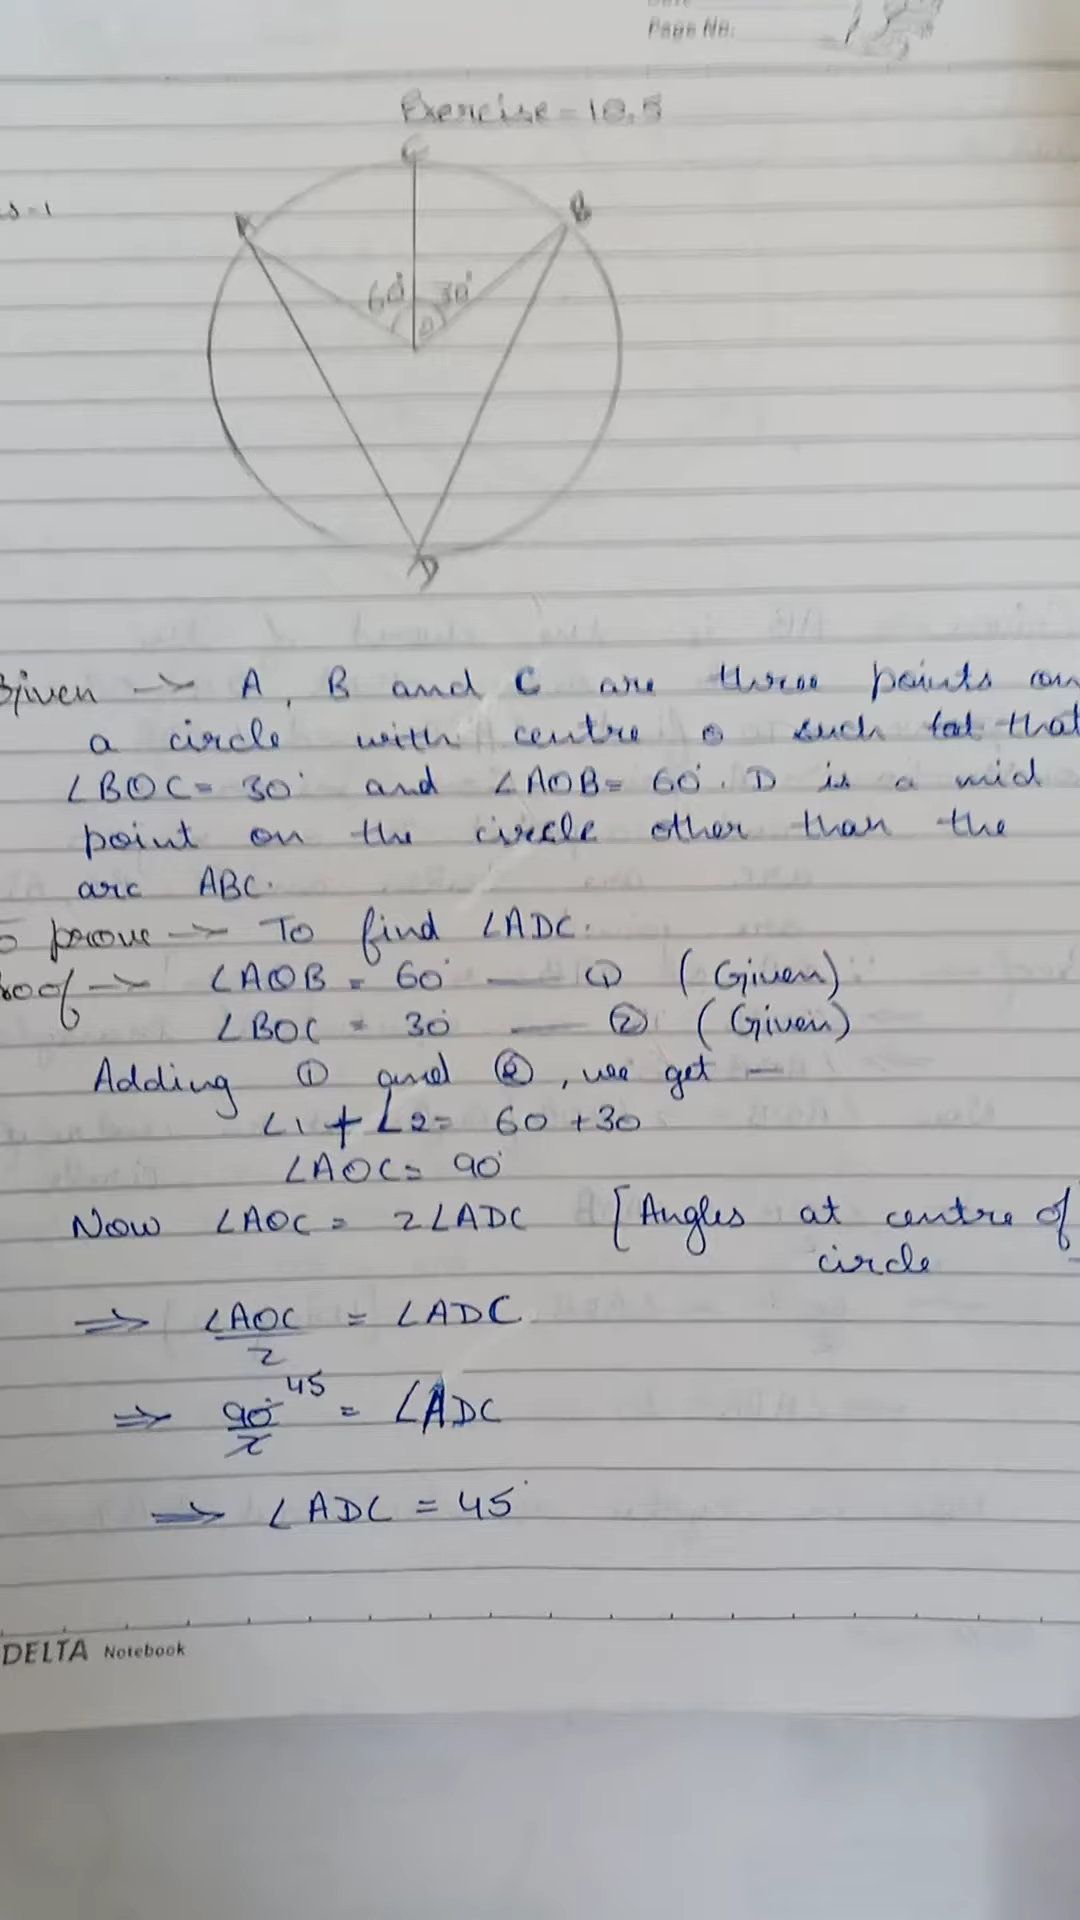 Page No.
Exercise - 10.5
s=1
C
A
B
60° 30°
O
D
Given → A, B and C are three points on
a circle with centre O such tat that
∠BOC = 30° and ∠AOB = 60°. D is a mid
point on the circle other than the
arc ABC.
To prove → To find ∠ADC.
Proof → ∠AOB = 60° — ① (Given)
∠BOC = 30° — ② (Given)
Adding ① and ②, we get —
∠1 + ∠2 = 60 + 30
∠AOC = 90°
Now ∠AOC = 2∠ADC [Angles at centre of
circle
⇒ ∠AOC/2 = ∠ADC
⇒ 90°/2 45 = ∠ADC
⇒ ∠ADC = 45°
DELTA Notebook